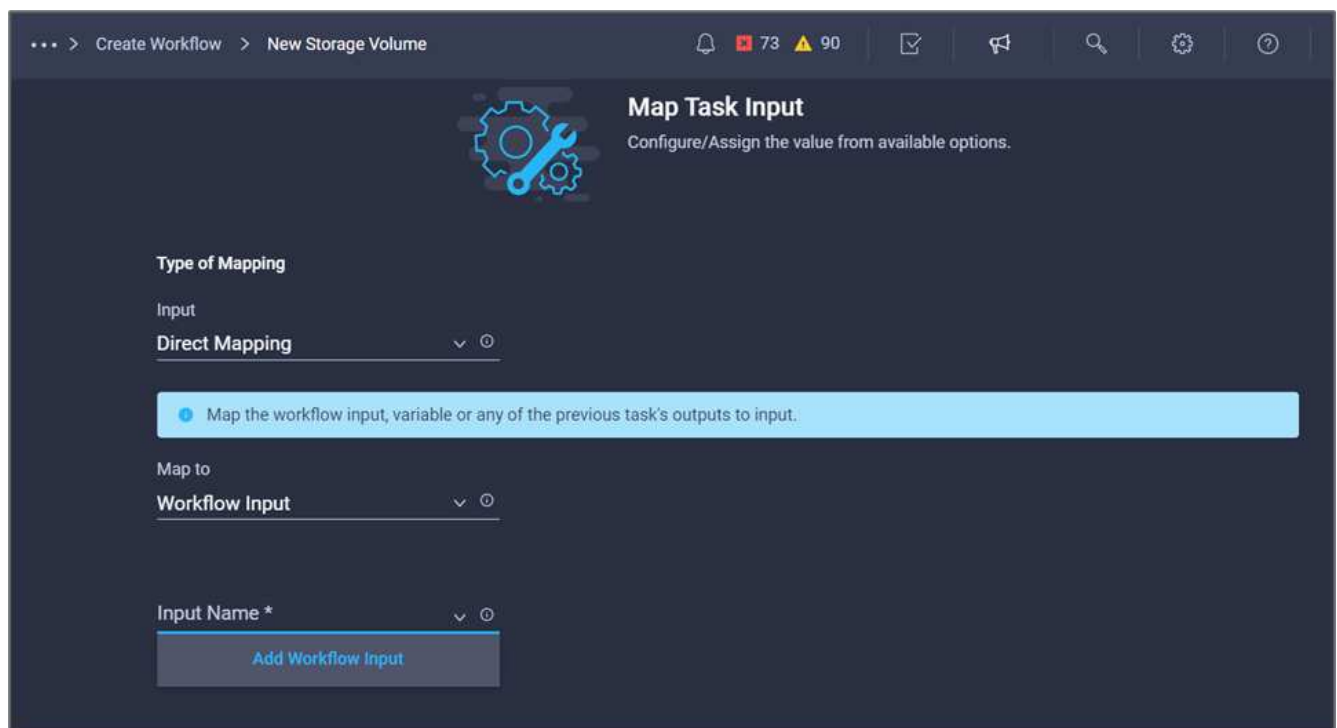 ••• > Create Workflow > New Storage Volume 73 90
Map Task Input
Configure/Assign the value from available options.
Type of Mapping
Input
Direct Mapping
Map the workflow input, variable or any of the previous task's outputs to input.
Map to
Workflow Input
Input Name *
Add Workflow Input